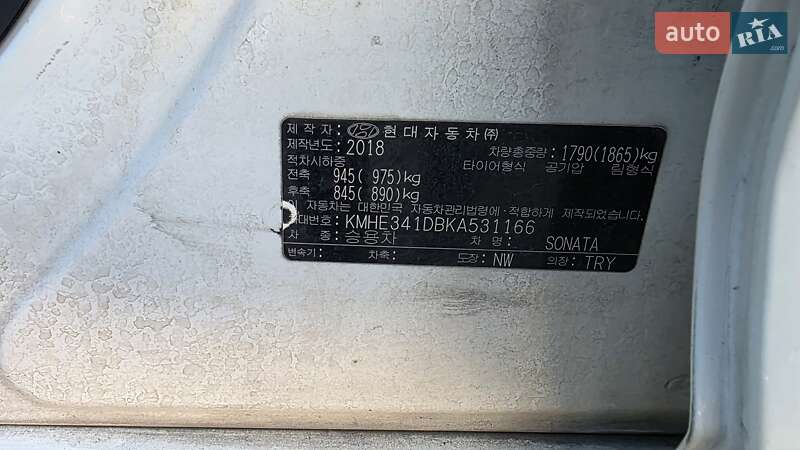 auto RIA .com
제 작 자 : 현대자동차㈜
제작년도 : 2018 차량총중량 : 1790(1865)kg
적차시하중 타이어형식 공기압 림형식
전축 945( 975)kg
후축 845( 890)kg
이 자동차는 대한민국 자동차관리법령에 적합하게 제작되었음.
차대번호 : KMHE341DBKA531166
차 종 : 승용차 차 명 : SONATA
변속기 : 차축 : 도장 : NW 의장 : TRY